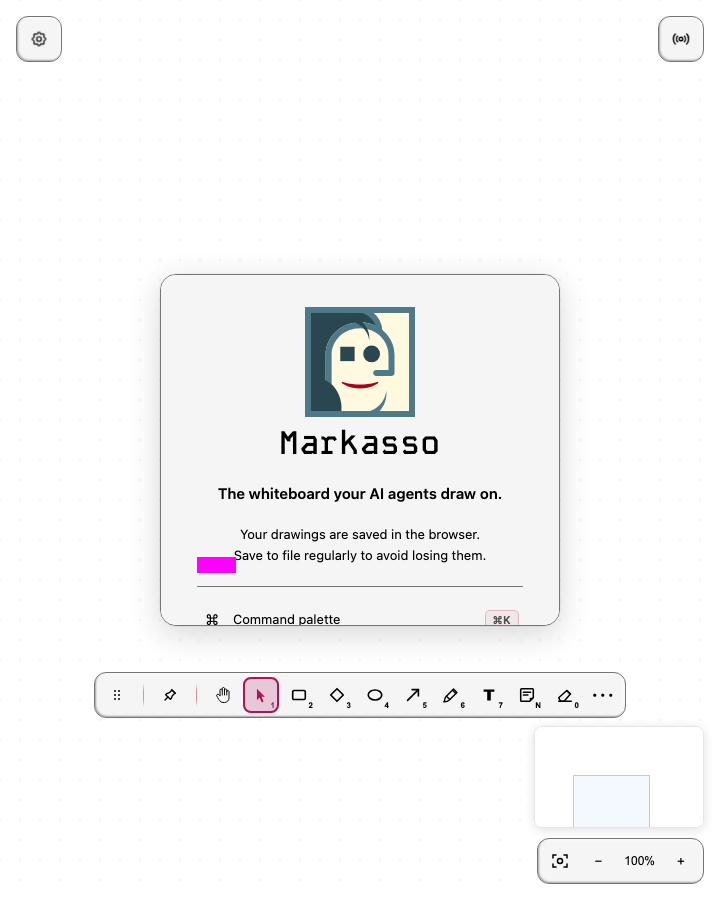 Markasso
The whiteboard your AI agents draw on.
Your drawings are saved in the browser.
Save to file regularly to avoid losing them.
⌘ Command palette ⌘K
1 2 3 4 5 6 T 7 N 0
− 100% +